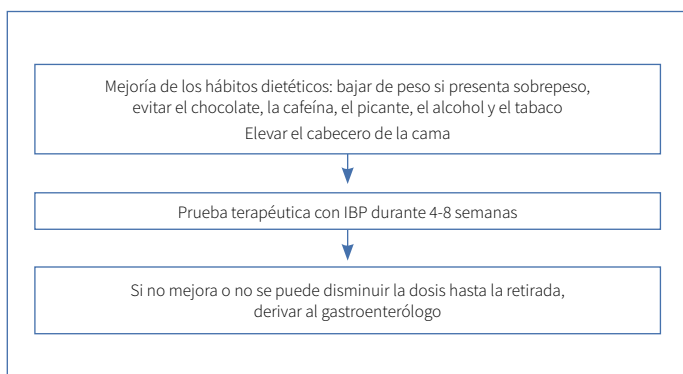 Mejoría de los hábitos dietéticos: bajar de peso si presenta sobrepeso,
evitar el chocolate, la cafeína, el picante, el alcohol y el tabaco
Elevar el cabecero de la cama
Prueba terapéutica con IBP durante 4-8 semanas
Si no mejora o no se puede disminuir la dosis hasta la retirada,
derivar al gastroenterólogo